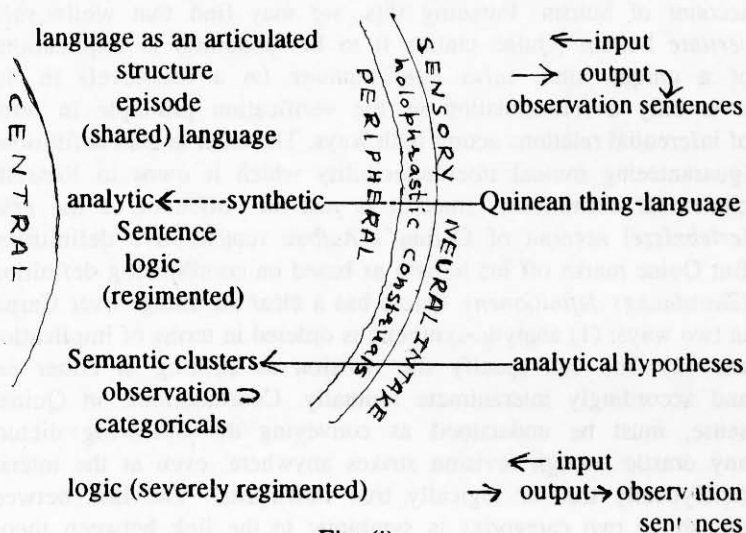 language as an articulated
structure
episode
(shared) language
CENTRAL
PERIPHERAL
holophrastic construals
SENSORY NEURAL INTAKE
← input
→ output
observation sentences
analytic ←----synthetic ——— Quinean thing-language
Sentence
logic
(regimented)
Semantic clusters ← ——— analytical hypotheses
observation ⊃
categoricals
← input
logic (severely regimented) → output → observation
sentences